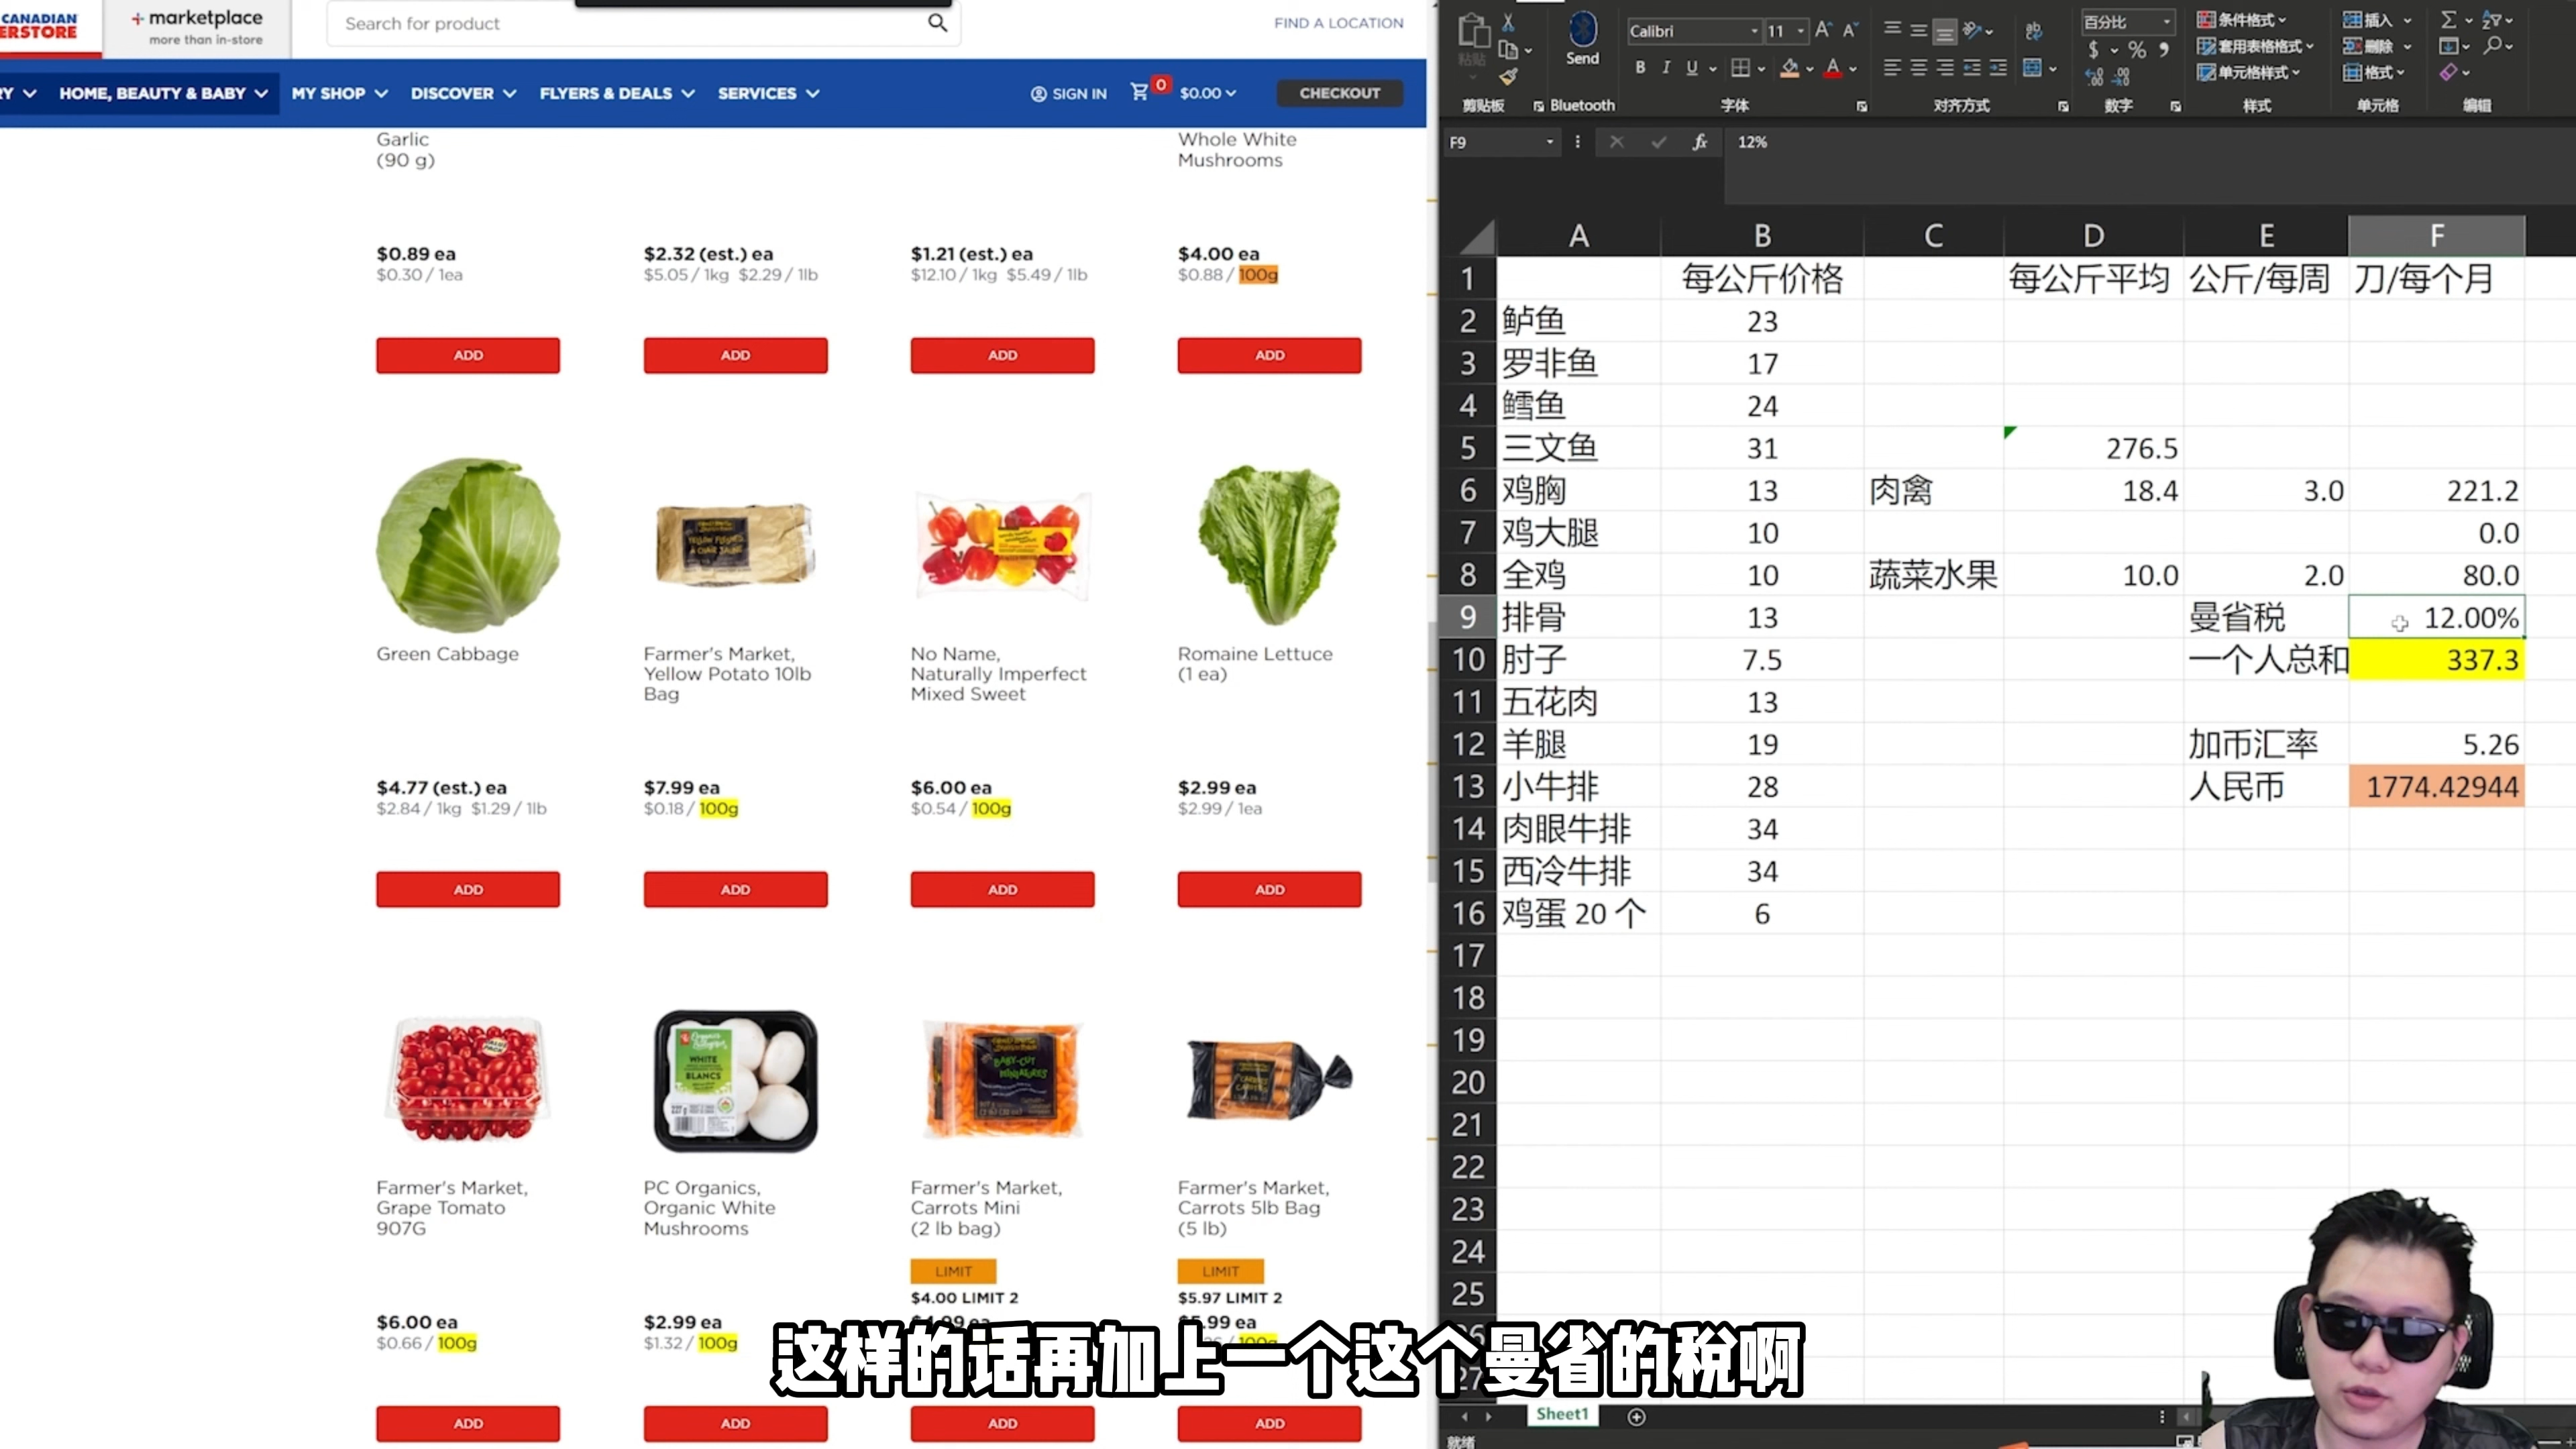 CANADIAN
ERSTORE
marketplace
more than in-store
Search for product
FIND A LOCATION
RY
HOME, BEAUTY & BABY
MY SHOP
DISCOVER
FLYERS & DEALS
SERVICES
SIGN IN
0
$0.00
CHECKOUT
Garlic
(90 g)
Whole White
Mushrooms
$0.89 ea
$0.30 / 1ea
$2.32 (est.) ea
$5.05 / 1kg $2.29 / 1lb
$1.21 (est.) ea
$12.10 / 1kg $5.49 / 1lb
$4.00 ea
$0.88 / 100g
ADD
ADD
ADD
ADD
Green Cabbage
Farmer's Market,
Yellow Potato 10lb
Bag
No Name,
Naturally Imperfect
Mixed Sweet
Romaine Lettuce
(1 ea)
$4.77 (est.) ea
$2.84 / 1kg $1.29 / 1lb
$7.99 ea
$0.18 / 100g
$6.00 ea
$0.54 / 100g
$2.99 ea
$2.99 / 1ea
ADD
ADD
ADD
ADD
WHITE
BLANCS
Farmer's Market,
Grape Tomato
907G
PC Organics,
Organic White
Mushrooms
Farmer's Market,
Carrots Mini
(2 lb bag)
Farmer's Market,
Carrots 5lb Bag
(5 lb)
LIMIT
$4.00 LIMIT 2
LIMIT
$5.97 LIMIT 2
$6.00 ea
$0.66 / 100g
$2.99 ea
$1.32 / 100g
ADD
ADD
ADD
ADD
粘贴
剪贴板
Send
Bluetooth
Calibri
11
B I U
字体
对齐方式
百分比
$ % ,
数字
条件格式
套用表格格式
单元格样式
样式
插入
删除
格式
单元格
编辑
F9
fx
12%
A B C D E F
1 每公斤价格 每公斤平均 公斤/每周 刀/每个月
2 鲈鱼 23
3 罗非鱼 17
4 鳕鱼 24
5 三文鱼 31 276.5
6 鸡胸 13 肉禽 18.4 3.0 221.2
7 鸡大腿 10 0.0
8 全鸡 10 蔬菜水果 10.0 2.0 80.0
9 排骨 13 曼省税 12.00%
10 肘子 7.5 一个人总和 337.3
11 五花肉 13
12 羊腿 19 加币汇率 5.26
13 小牛排 28 人民币 1774.42944
14 肉眼牛排 34
15 西冷牛排 34
16 鸡蛋 20 个 6
17
18
19
20
21
22
23
24
25
26
27
Sheet1
就绪
这样的话再加上一个这个曼省的税啊